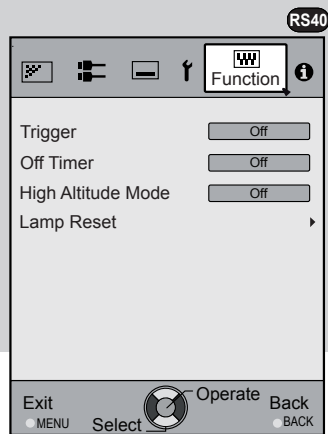 RS40
Function
Trigger Off
Off Timer Off
High Altitude Mode Off
Lamp Reset
Exit Operate Back
MENU Select BACK